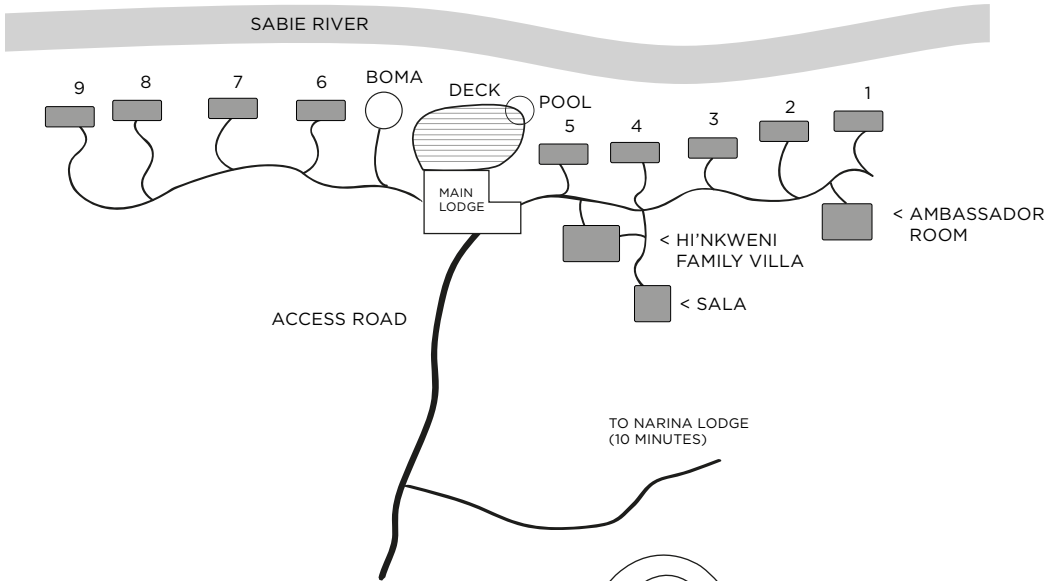 SABIE RIVER
9
8
7
6
BOMA
DECK
POOL
5
4
3
2
1
MAIN
LODGE
< AMBASSADOR
ROOM
< HI'NKWENI
FAMILY VILLA
< SALA
ACCESS ROAD
TO NARINA LODGE
(10 MINUTES)